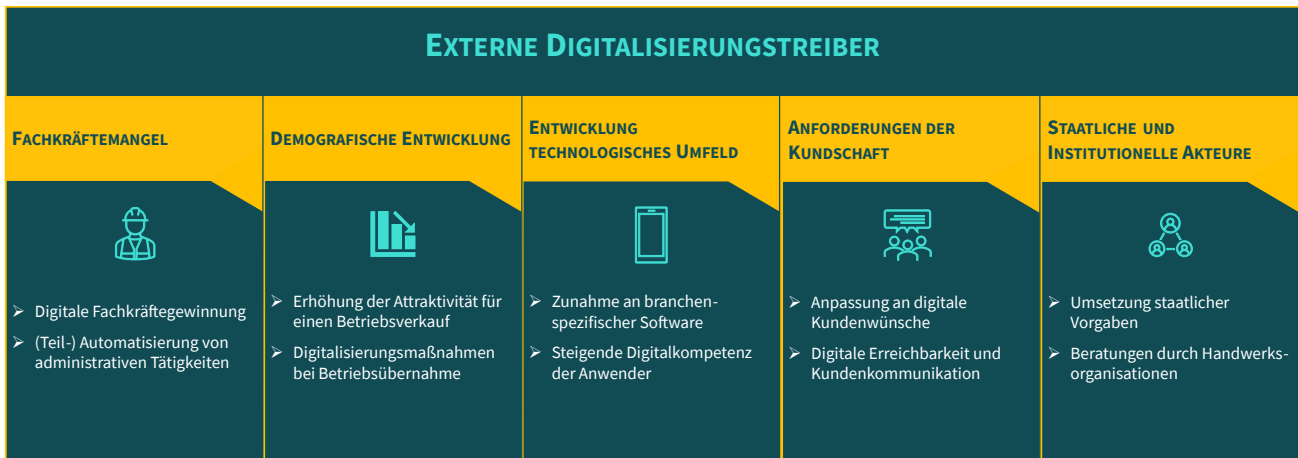 EXTERNE DIGITALISIERUNGSTREIBER
FACHKRÄFTEMANGEL
➢ Digitale Fachkräftegewinnung
➢ (Teil-) Automatisierung von
administrativen Tätigkeiten
DEMOGRAFISCHE ENTWICKLUNG
➢ Erhöhung der Attraktivität für
einen Betriebsverkauf
➢ Digitalisierungsmaßnahmen
bei Betriebsübernahme
ENTWICKLUNG
TECHNOLOGISCHES UMFELD
➢ Zunahme an branchen-
spezifischer Software
➢ Steigende Digitalkompetenz
der Anwender
ANFORDERUNGEN DER
KUNDSCHAFT
➢ Anpassung an digitale
Kundenwünsche
➢ Digitale Erreichbarkeit und
Kundenkommunikation
STAATLICHE UND
INSTITUTIONELLE AKTEURE
➢ Umsetzung staatlicher
Vorgaben
➢ Beratungen durch Handwerks-
organisationen